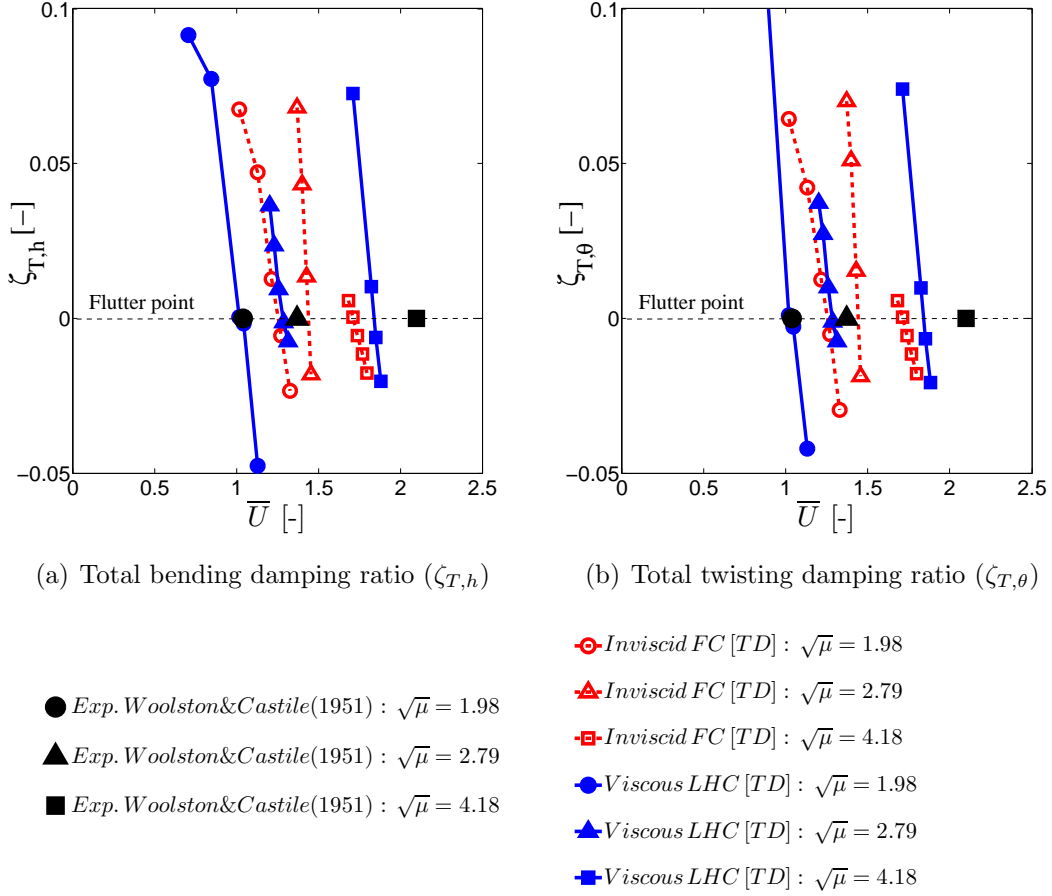 0.1
0.05
0
−0.05
ζT,h [−]
Flutter point
0 0.5 1 1.5 2 2.5
U̅ [-]
(a) Total bending damping ratio (ζT,h)
0.1
0.05
0
−0.05
ζT,θ [−]
Flutter point
0 0.5 1 1.5 2 2.5
U̅ [-]
(b) Total twisting damping ratio (ζT,θ)
Exp. Woolston&Castile(1951) : √μ = 1.98
Exp. Woolston&Castile(1951) : √μ = 2.79
Exp. Woolston&Castile(1951) : √μ = 4.18
Inviscid FC [TD] : √μ = 1.98
Inviscid FC [TD] : √μ = 2.79
Inviscid FC [TD] : √μ = 4.18
Viscous LHC [TD] : √μ = 1.98
Viscous LHC [TD] : √μ = 2.79
Viscous LHC [TD] : √μ = 4.18